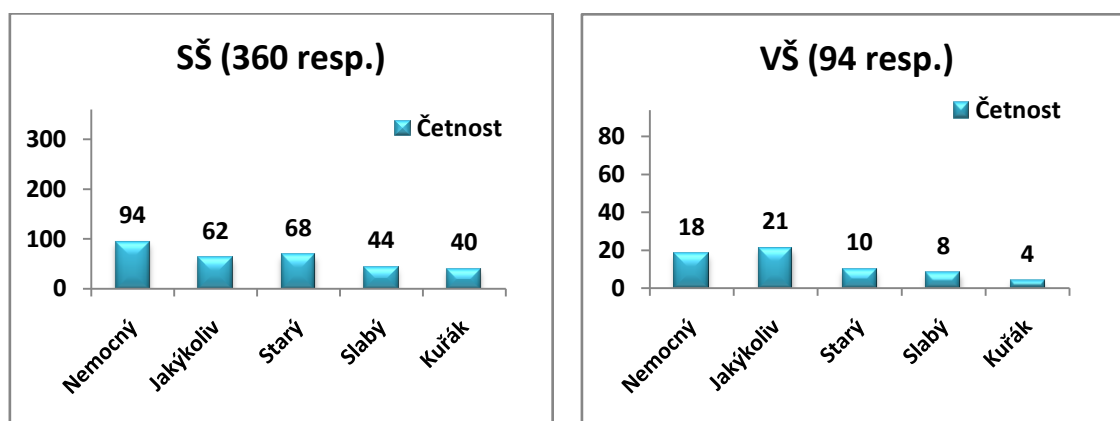 SŠ (360 resp.)
Četnost
300
200
100
0
94
62
68
44
40
Nemocný
Jakýkoliv
Starý
Slabý
Kuřák
VŠ (94 resp.)
Četnost
80
60
40
20
0
18
21
10
8
4
Nemocný
Jakýkoliv
Starý
Slabý
Kuřák